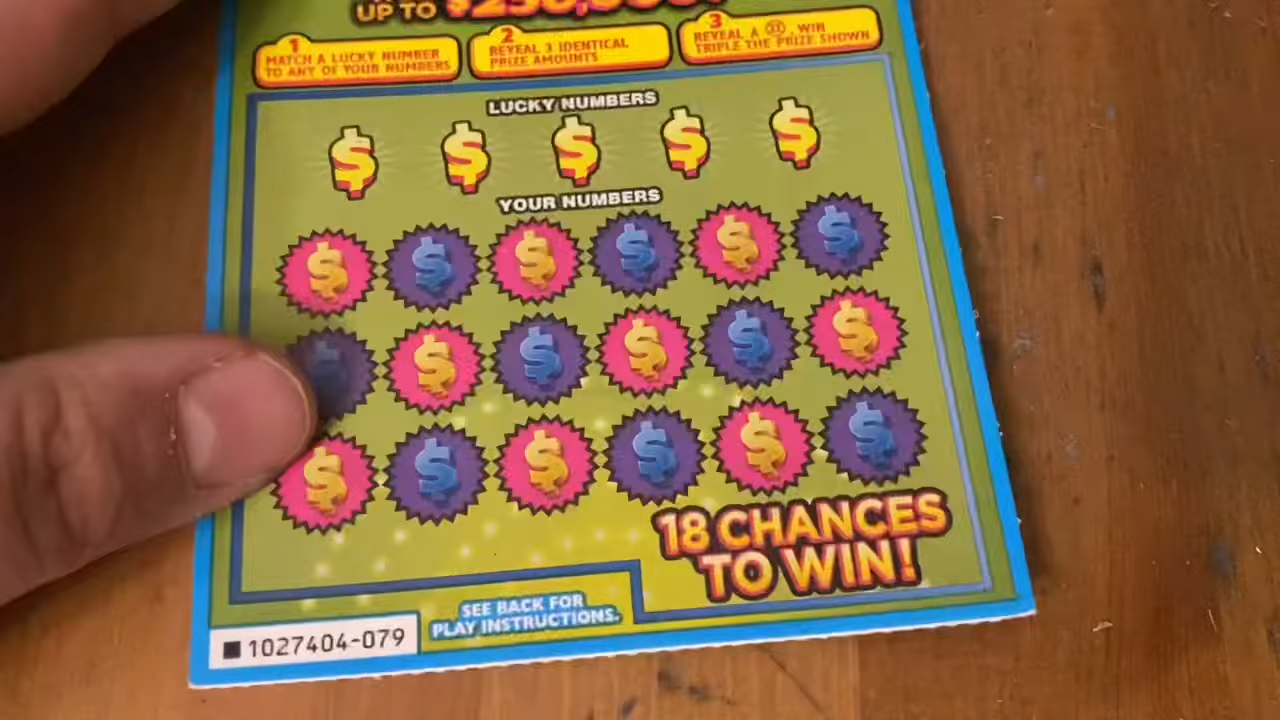 UP TO
1
MATCH A LUCKY NUMBER
TO ANY OF YOUR NUMBERS
2
REVEAL 3 IDENTICAL
PRIZE AMOUNTS
3
REVEAL A WIN
TRIPLE THE PRIZE SHOWN
LUCKY NUMBERS
$ $ $ $ $
YOUR NUMBERS
$ $ $ $ $ $
$ $ $ $ $ $
$ $ $ $ $ $
18 CHANCES
TO WIN!
SEE BACK FOR
PLAY INSTRUCTIONS.
1027404-079